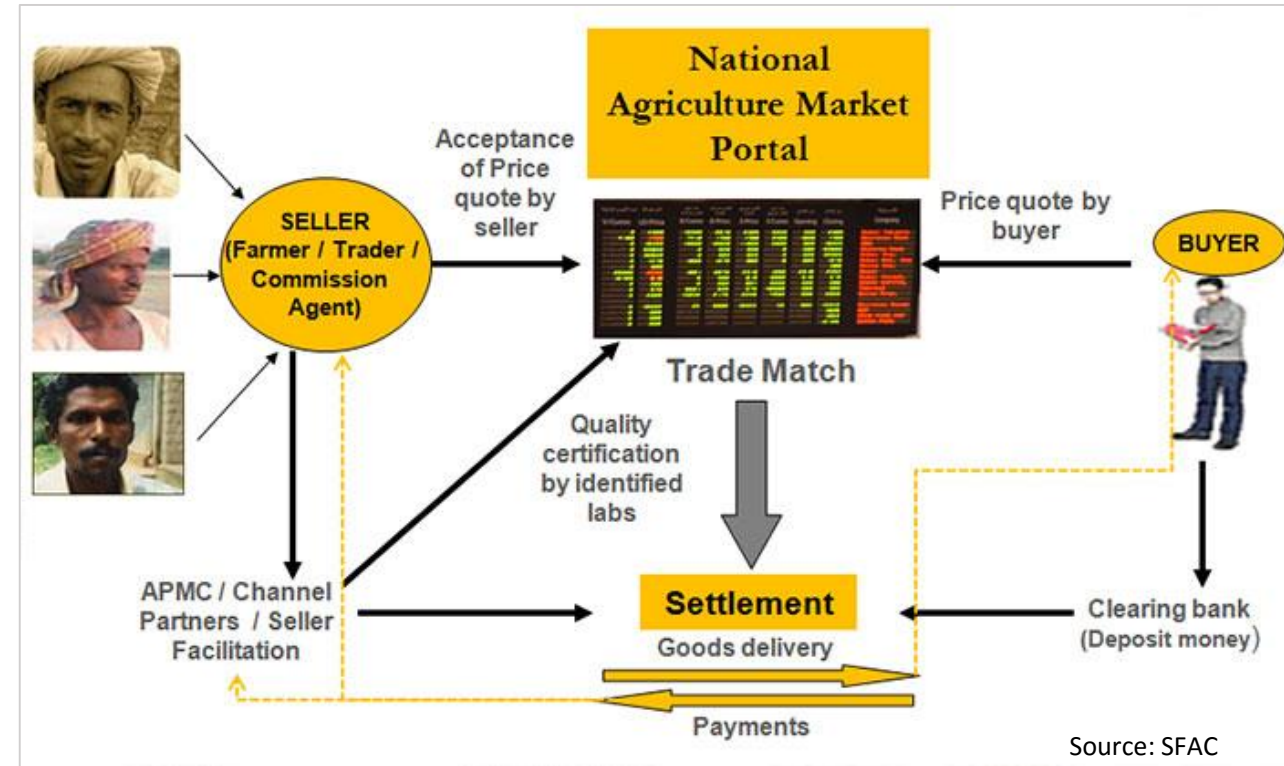 National
Agriculture Market
Portal
Acceptance
of Price
quote by
seller
Price quote by
buyer
SELLER
(Farmer / Trader /
Commission
Agent)
BUYER
Trade Match
Quality
certification
by identified
labs
APMC / Channel
Partners / Seller
Facilitation
Settlement
Goods delivery
Payments
Clearing bank
(Deposit money)
Source: SFAC